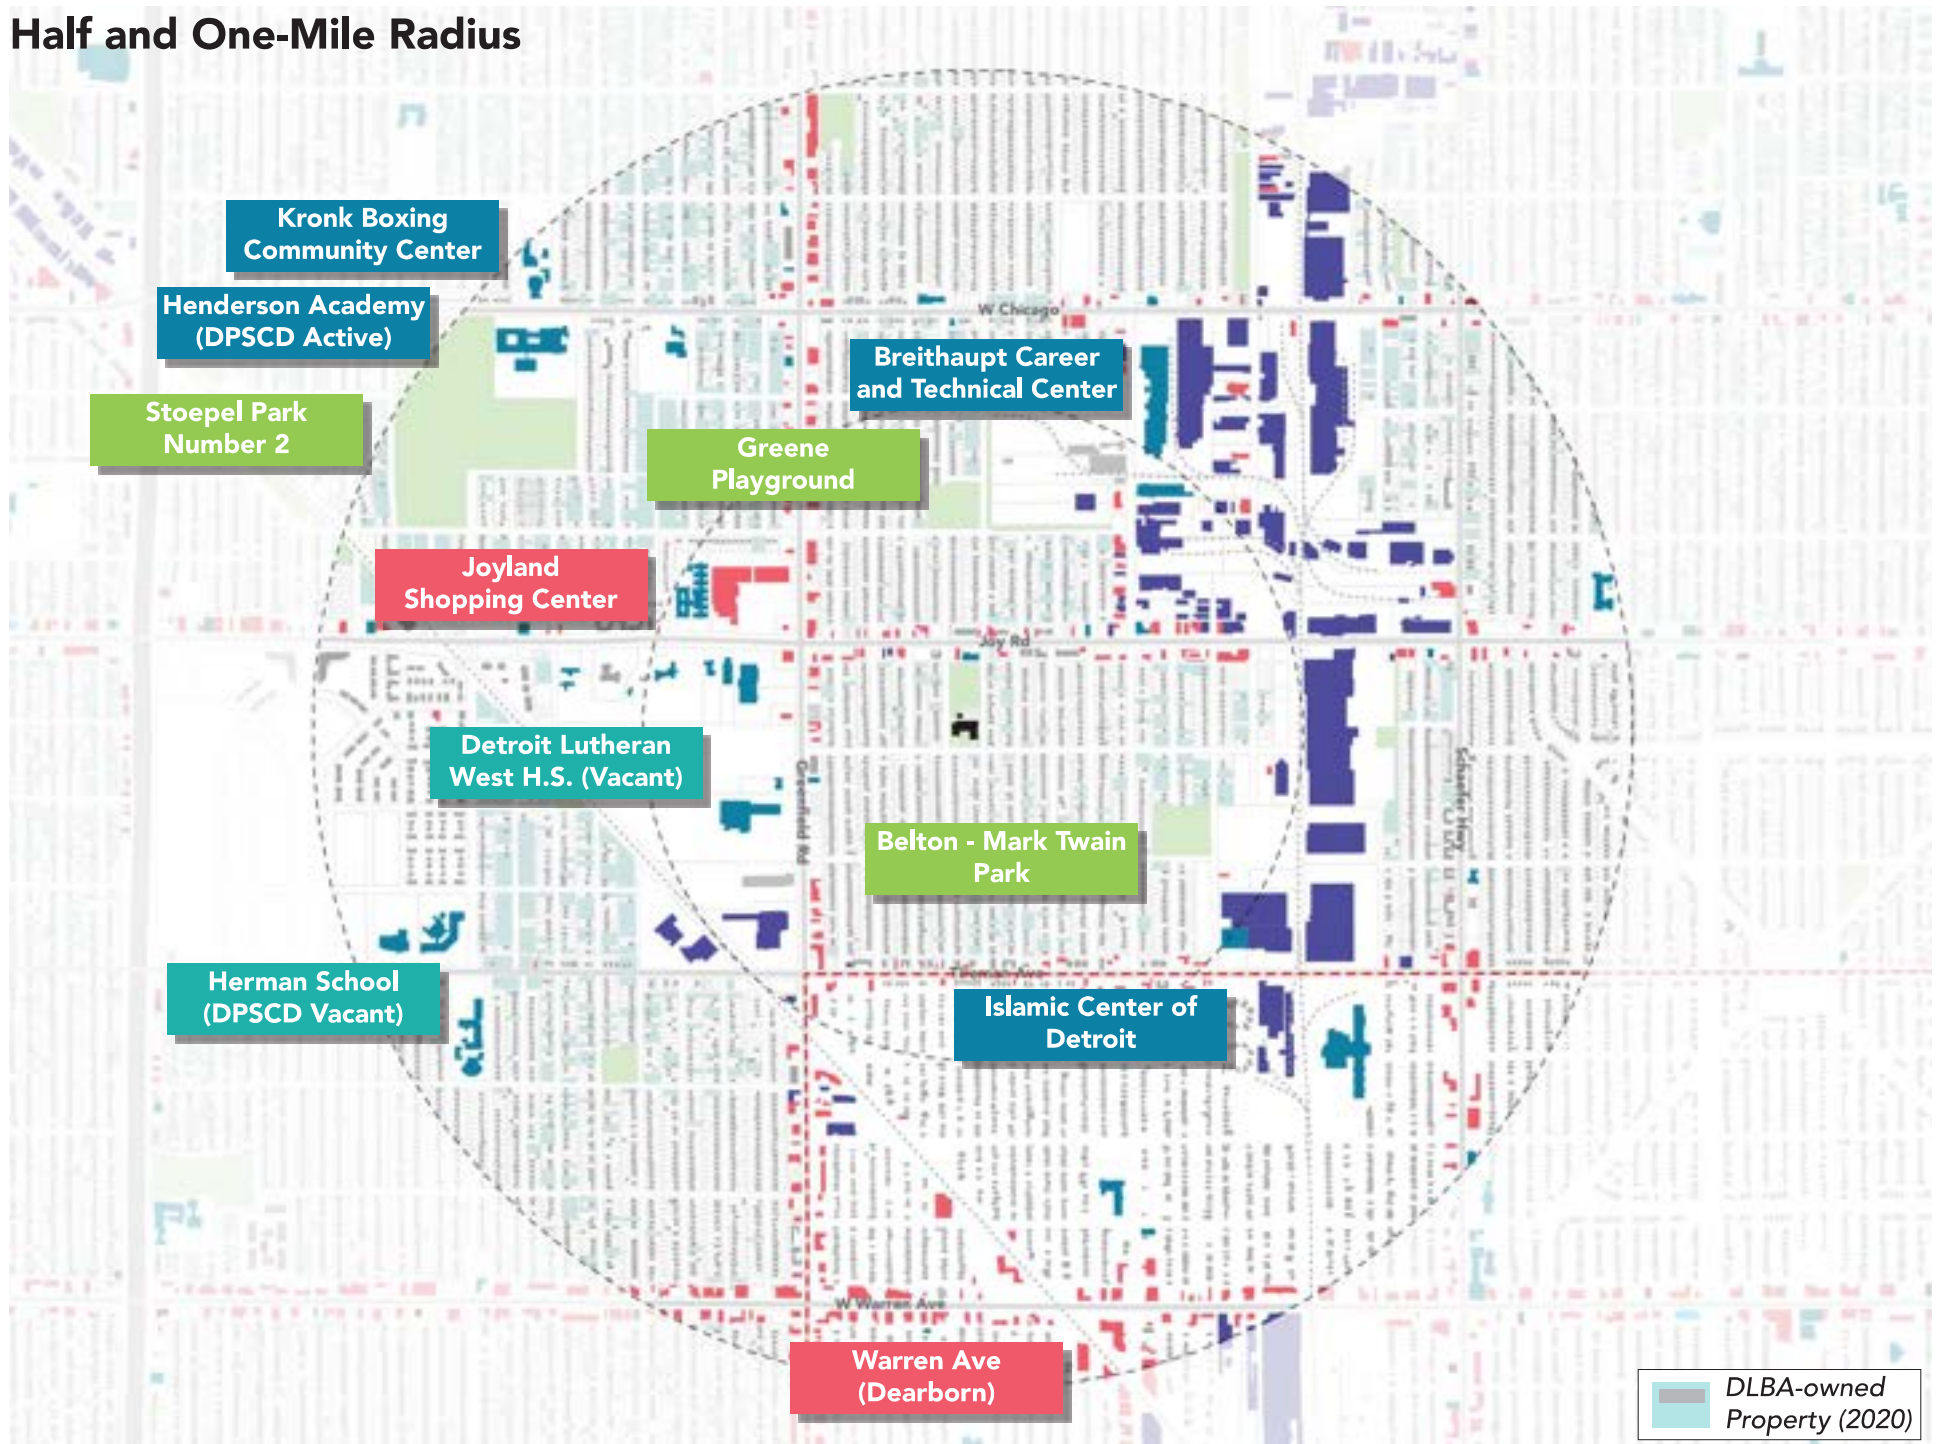 Half and One-Mile Radius
Kronk Boxing
Community Center
Henderson Academy
(DPSCD Active)
W Chicago
Breithaupt Career
and Technical Center
Stoepel Park
Number 2
Greene
Playground
Joyland
Shopping Center
Joy Rd
Detroit Lutheran
West H.S. (Vacant)
Greenfield Rd
Schaefer Hwy
Belton - Mark Twain
Park
Herman School
(DPSCD Vacant)
Tireman Ave
Islamic Center of
Detroit
W Warren Ave
Warren Ave
(Dearborn)
DLBA-owned
Property (2020)